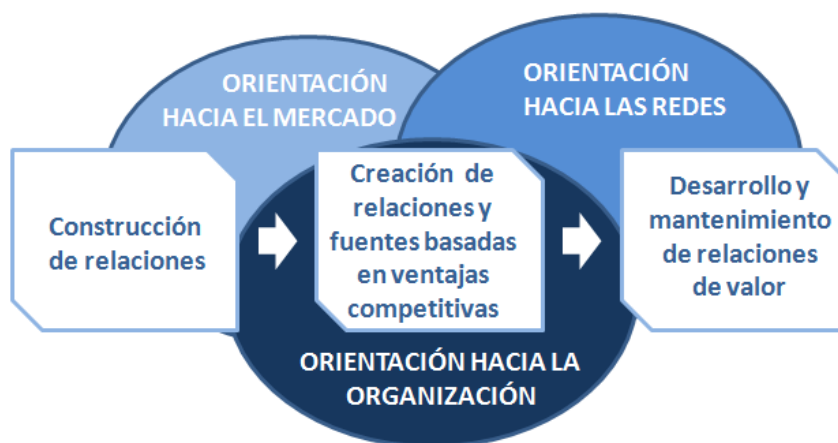 ORIENTACIÓN
HACIA EL MERCADO
ORIENTACIÓN
HACIA LAS REDES
Construcción
de relaciones
Creación de
relaciones y
fuentes basadas
en ventajas
competitivas
Desarrollo y
mantenimiento
de relaciones
de valor
ORIENTACIÓN HACIA LA
ORGANIZACIÓN